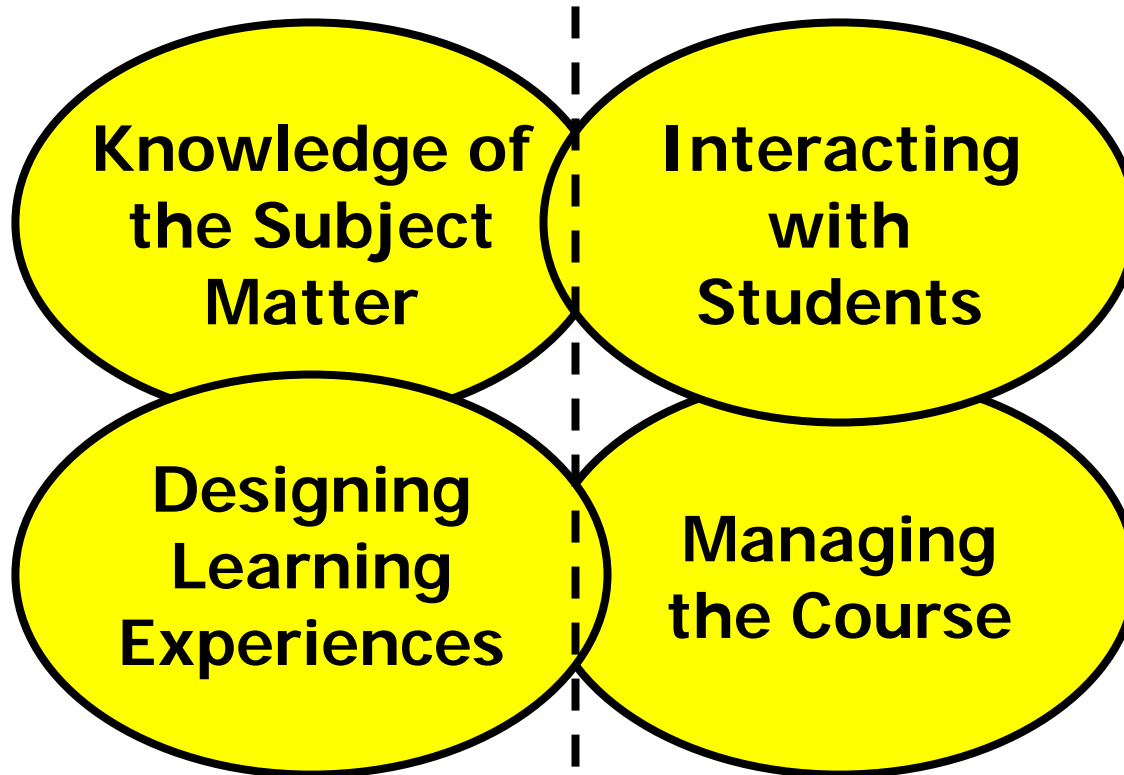 Knowledge of
the Subject
Matter
Interacting
with
Students
Designing
Learning
Experiences
Managing
the Course